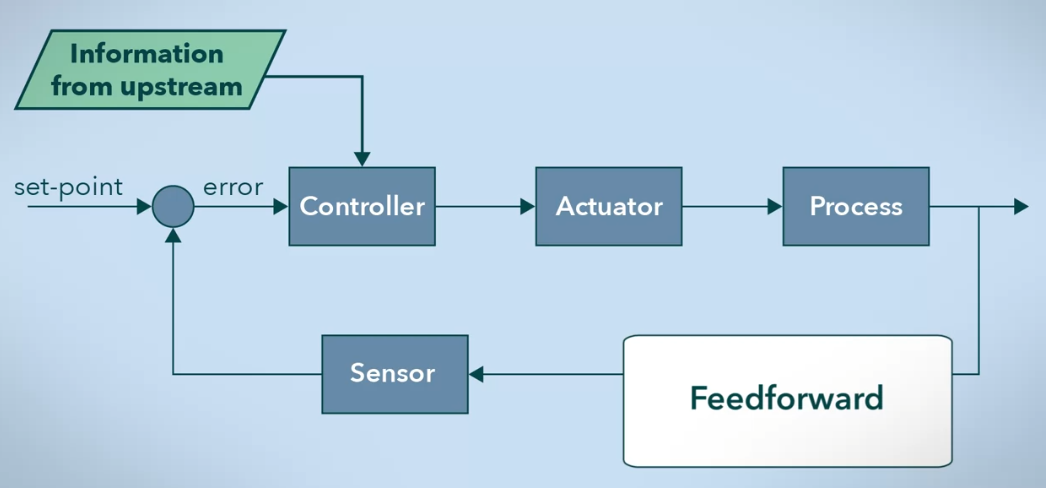 Information
from upstream
set-point
error
Controller
Actuator
Process
Sensor
Feedforward